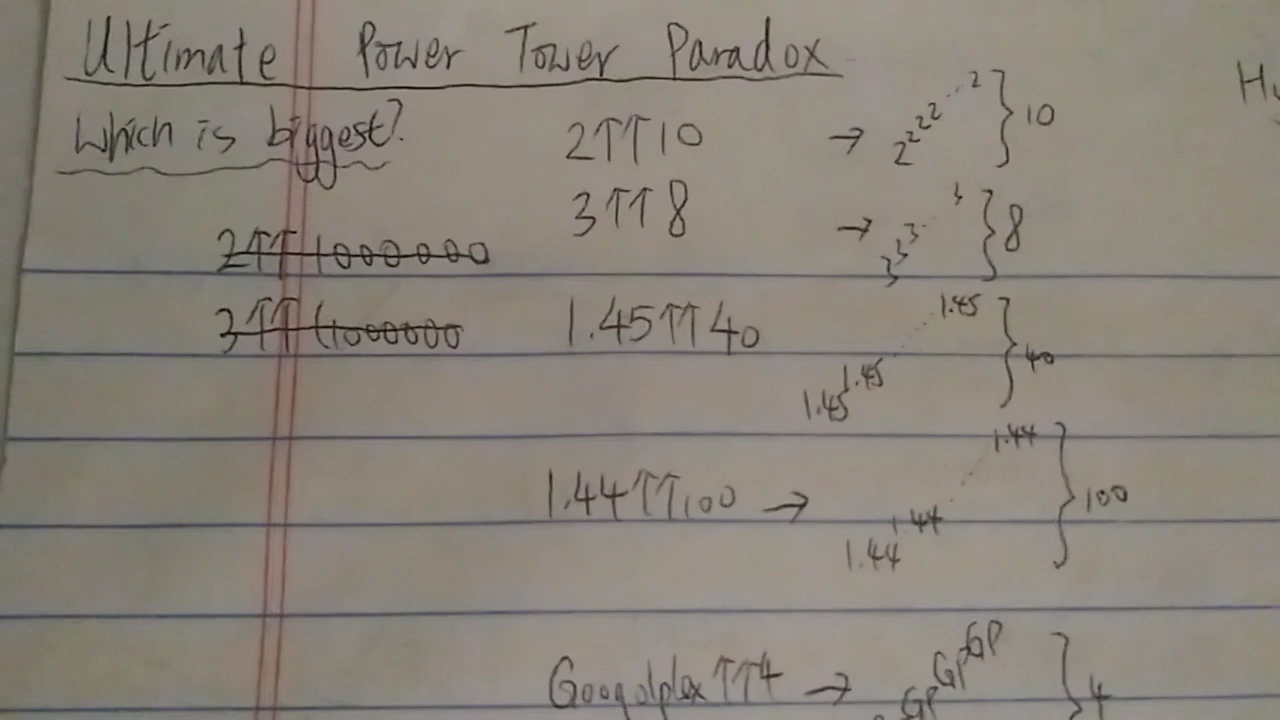 Ultimate Power Tower Paradox
Which is biggest?
2↑↑10 → 2^2^2^2^...^2 } 10
3↑↑8 → 3^3^3^...^3 } 8
2↑↑1000000
3↑↑1000000
1.45↑↑40 1.45^1.45^...^1.45 } 40
1.44↑↑100 → 1.44^1.44^...^1.44 } 100
Googolplex↑↑4 → GP^GP^GP } 4